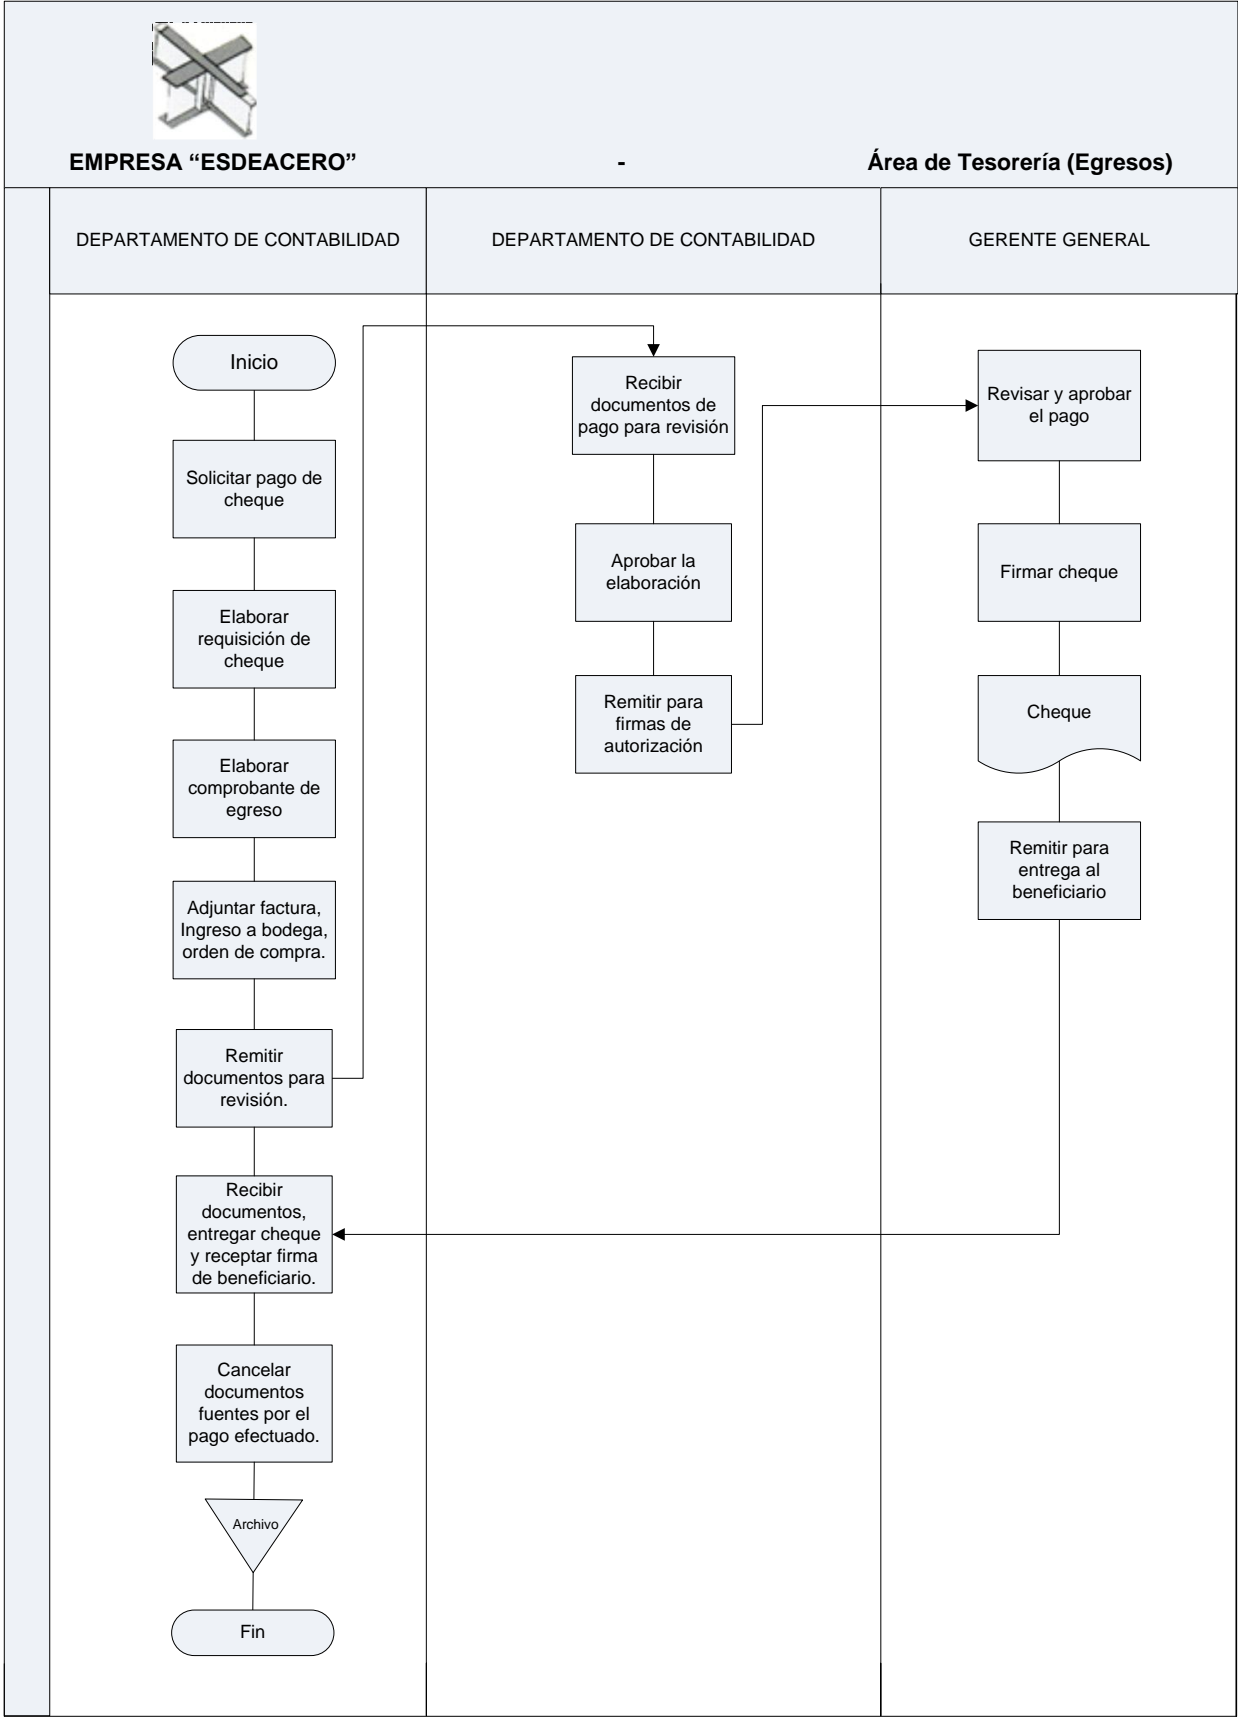 EMPRESA “ESDEACERO” - Área de Tesorería (Egresos)
DEPARTAMENTO DE CONTABILIDAD
DEPARTAMENTO DE CONTABILIDAD
GERENTE GENERAL
Inicio
Solicitar pago de
cheque
Elaborar
requisición de
cheque
Elaborar
comprobante de
egreso
Adjuntar factura,
Ingreso a bodega,
orden de compra.
Remitir
documentos para
revisión.
Recibir
documentos,
entregar cheque
y receptar firma
de beneficiario.
Cancelar
documentos
fuentes por el
pago efectuado.
Archivo
Fin
Recibir
documentos de
pago para revisión
Aprobar la
elaboración
Remitir para
firmas de
autorización
Revisar y aprobar
el pago
Firmar cheque
Cheque
Remitir para
entrega al
beneficiario